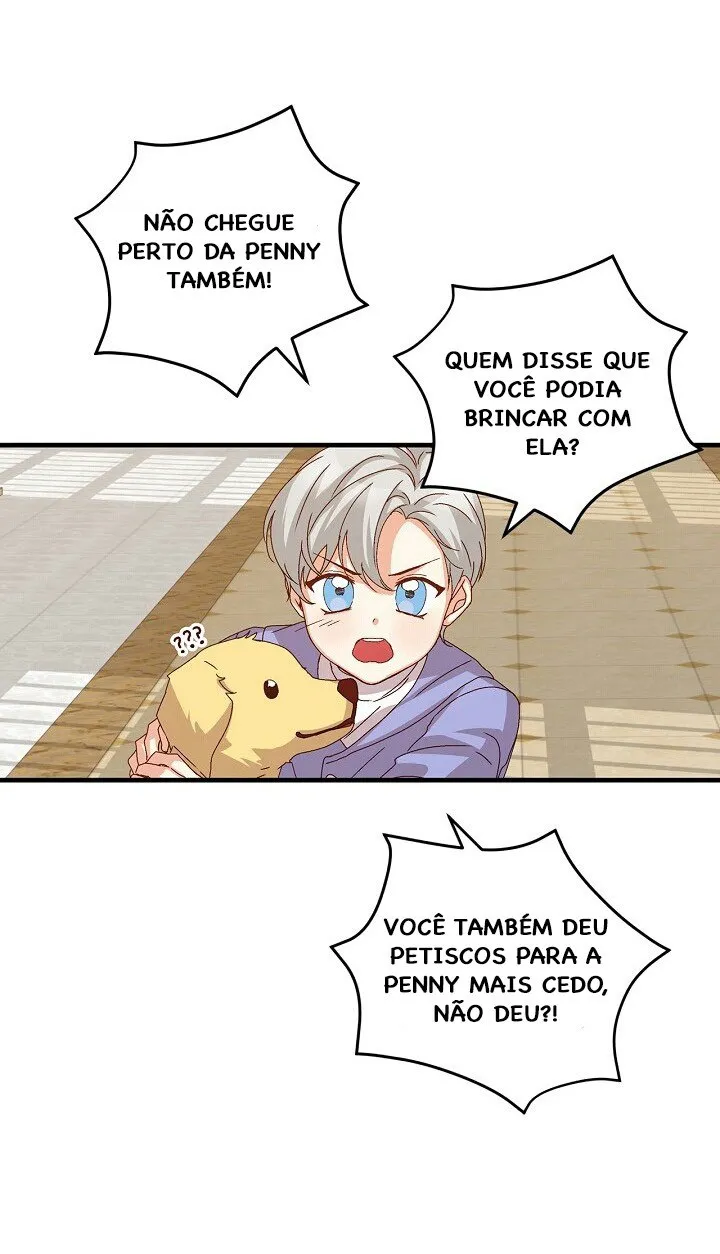 NÃO CHEGUE
PERTO DA PENNY
TAMBÉM!
QUEM DISSE QUE
VOCÊ PODIA
BRINCAR COM
ELA?
???
VOCÊ TAMBÉM DEU
PETISCOS PARA A
PENNY MAIS CEDO,
NÃO DEU?!